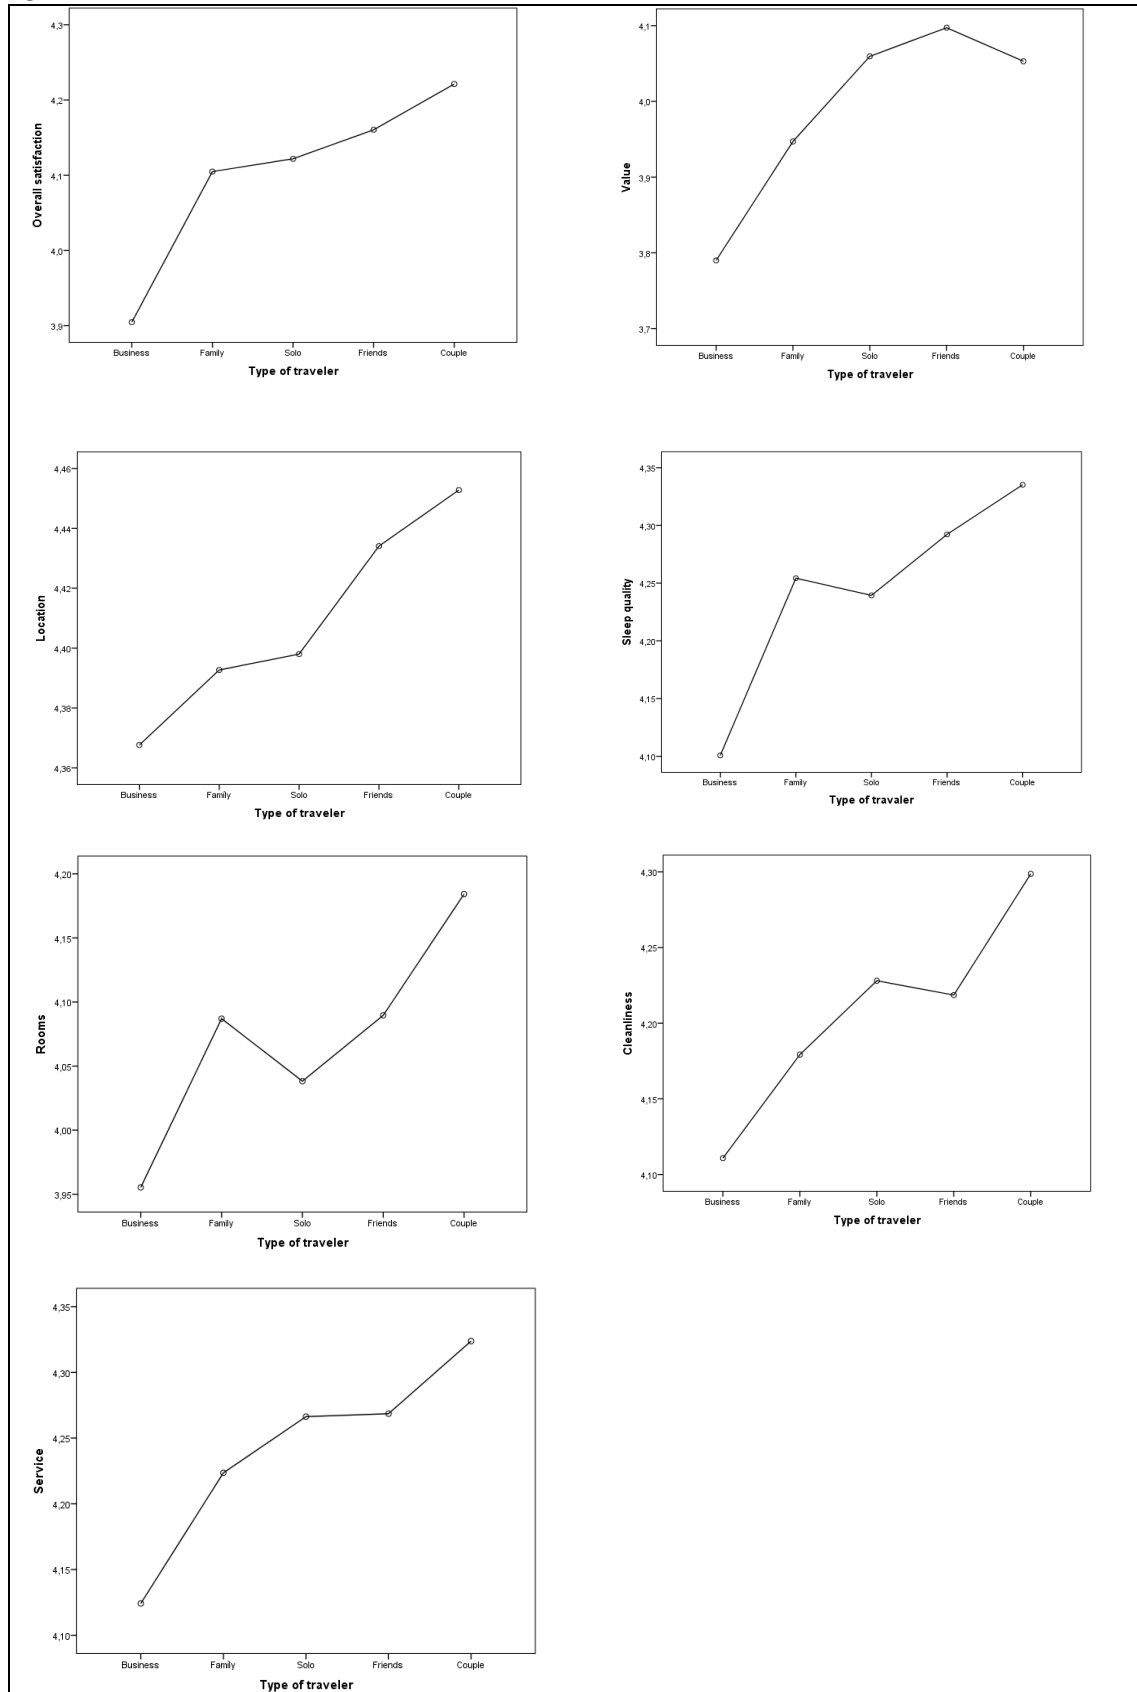 4,3
4,2
4,1
4,0
3,9
Overall satisfaction
Business Family Solo Friends Couple
Type of traveler
4,1
4,0
3,9
3,8
3,7
Value
Business Family Solo Friends Couple
Type of traveler
4,46
4,44
4,42
4,40
4,38
4,36
Location
Business Family Solo Friends Couple
Type of traveler
4,35
4,30
4,25
4,20
4,15
4,10
Sleep quality
Business Family Solo Friends Couple
Type of travaler
4,20
4,15
4,10
4,05
4,00
3,95
Rooms
Business Family Solo Friends Couple
Type of traveler
4,30
4,25
4,20
4,15
4,10
Cleanliness
Business Family Solo Friends Couple
Type of traveler
4,35
4,30
4,25
4,20
4,15
4,10
Service
Business Family Solo Friends Couple
Type of traveler